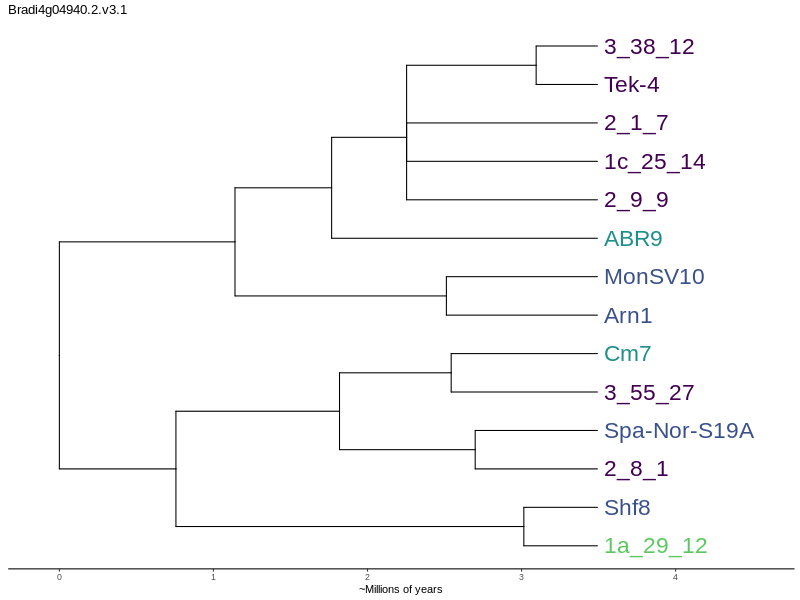 Bradi4g04940.2.v3.1
3_38_12
Tek-4
2_1_7
1c_25_14
2_9_9
ABR9
MonSV10
Arn1
Cm7
3_55_27
Spa-Nor-S19A
2_8_1
Shf8
1a_29_12
0 1 2 3 4
~Millions of years